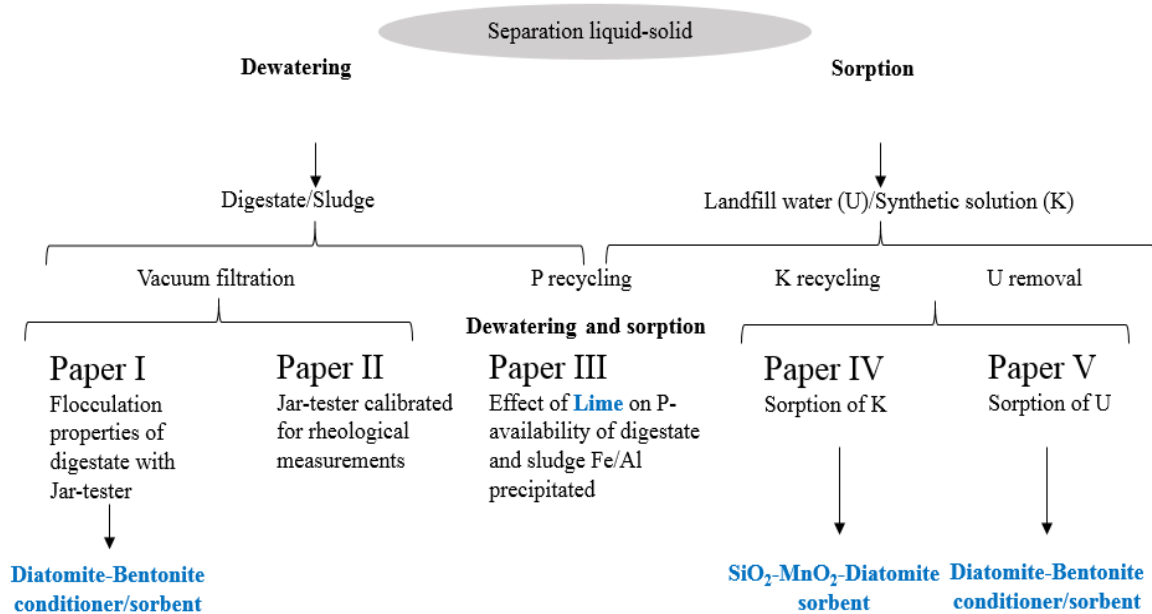 Separation liquid-solid
Dewatering
Sorption
Digestate/Sludge
Landfill water (U)/Synthetic solution (K)
Vacuum filtration
P recycling
K recycling
U removal
Dewatering and sorption
Paper I
Flocculation
properties of
digestate with
Jar-tester
Paper II
Jar-tester calibrated
for rheological
measurements
Paper III
Effect of Lime on P-
availability of digestate
and sludge Fe/Al
precipitated
Paper IV
Sorption of K
Paper V
Sorption of U
Diatomite-Bentonite
conditioner/sorbent
SiO₂-MnO₂-Diatomite
sorbent
Diatomite-Bentonite
conditioner/sorbent